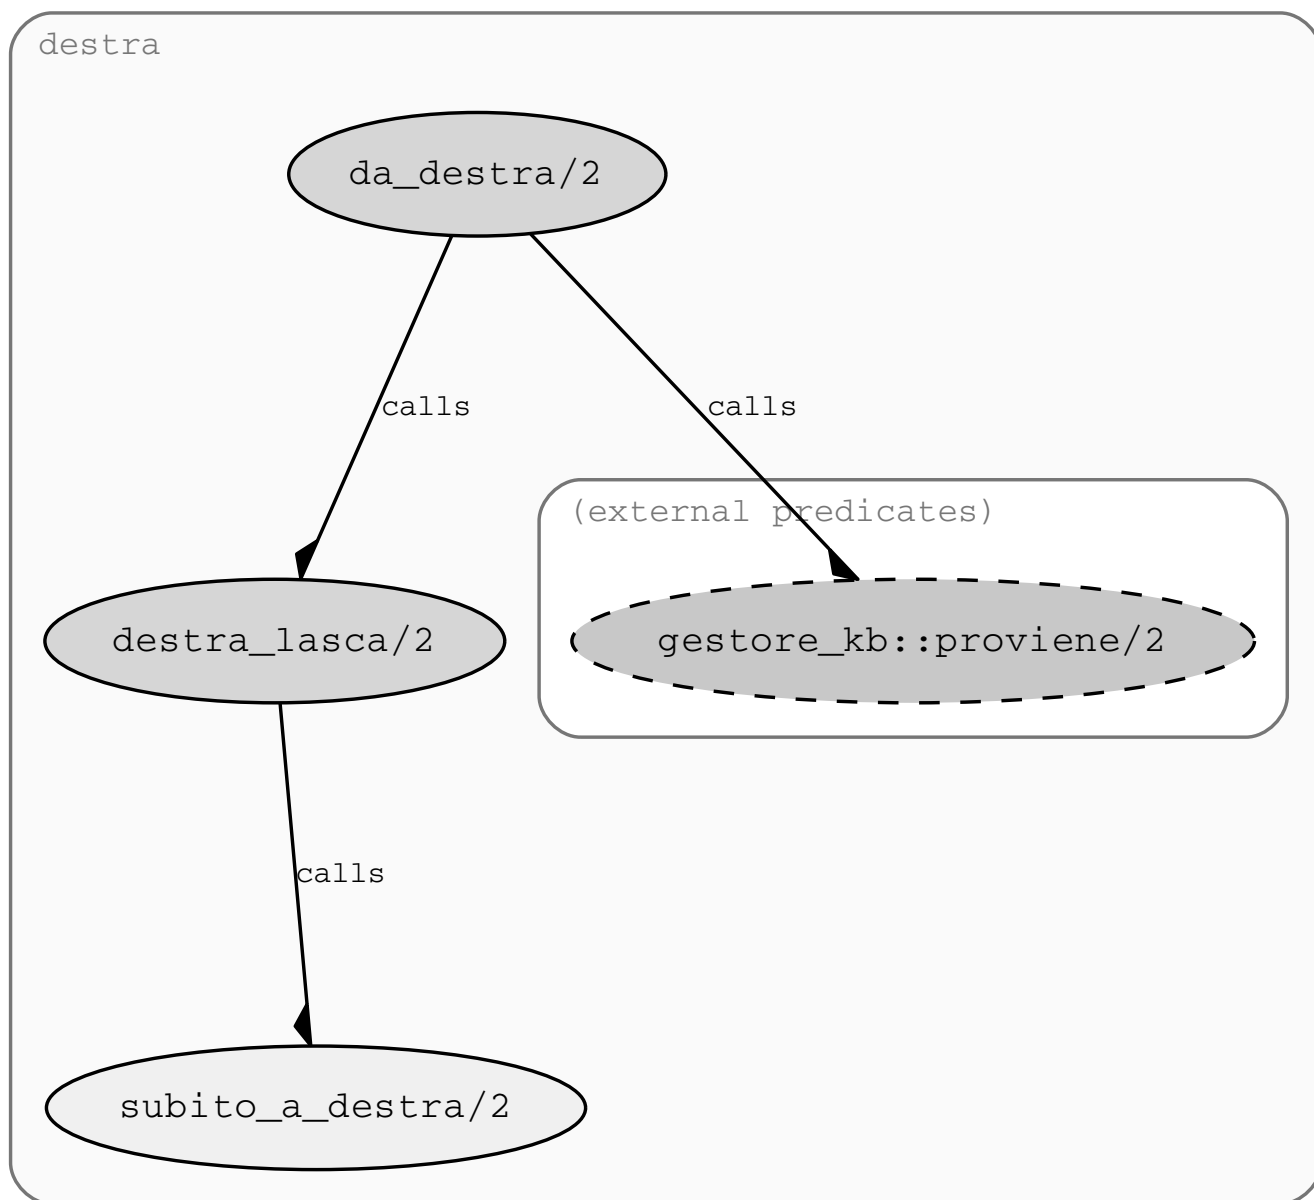 destra
da_destra/2
calls
calls
(external predicates)
destra_lasca/2
gestore_kb::proviene/2
calls
subito_a_destra/2